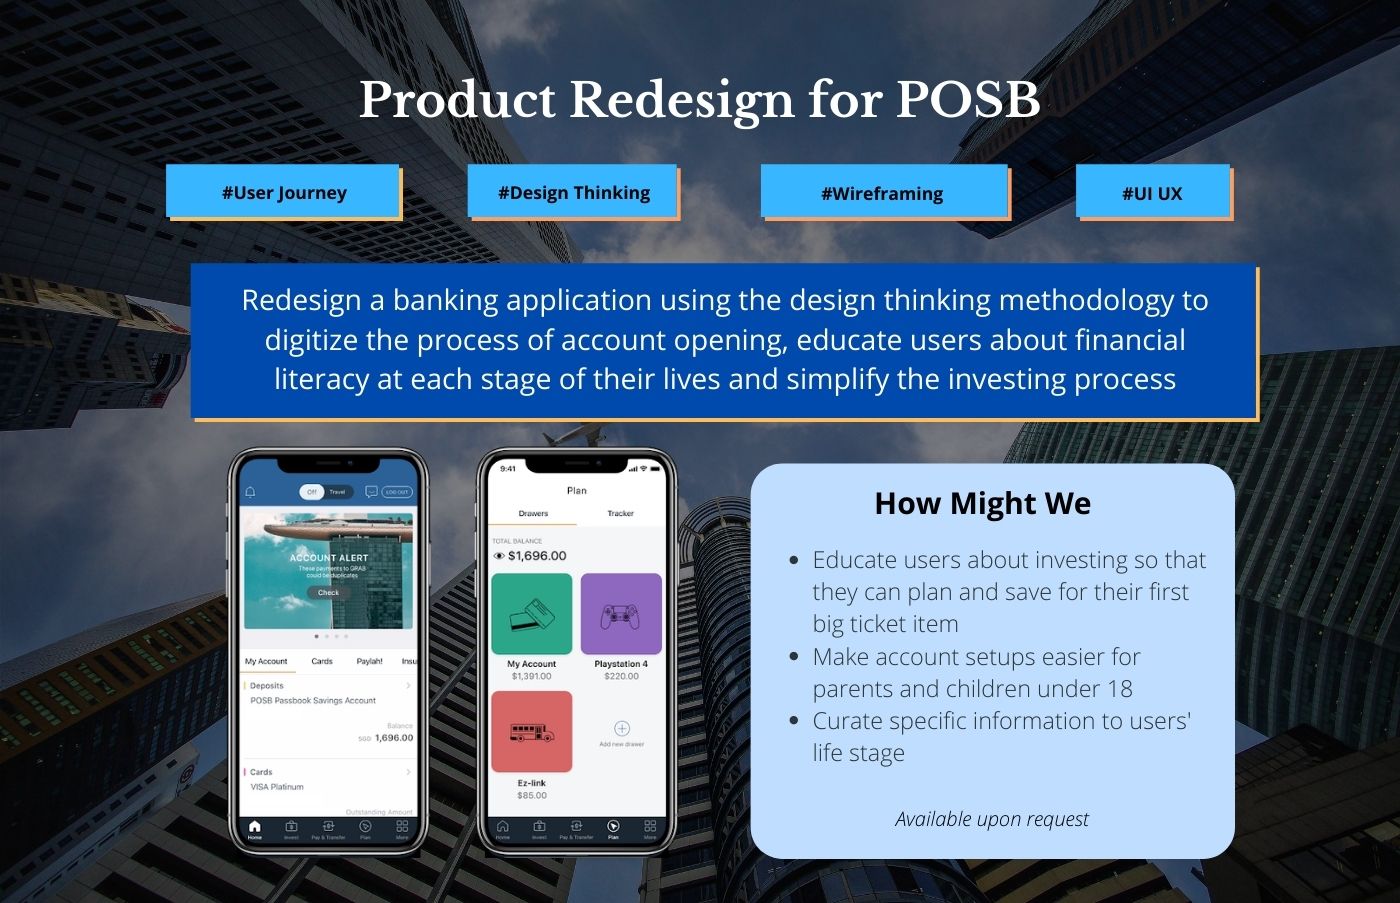 Product Redesign for POSB
#User Journey
#Design Thinking
#Wireframing
#UI UX
Redesign a banking application using the design thinking methodology to
digitize the process of account opening, educate users about financial
literacy at each stage of their lives and simplify the investing process
Off
Travel
LOG OUT
ACCOUNT ALERT
These payments to GRAB
could be duplicates
Check
My Account
Cards
Paylah!
Insu
Deposits
POSB Passbook Savings Account
Balance
SGD 1,696.00
Cards
VISA Platinum
Outstanding Amount
Home
Invest
Pay & Transfer
Plan
More
9:41
Plan
Drawers
Tracker
TOTAL BALANCE
$1,696.00
My Account
$1,391.00
Playstation 4
$220.00
Ez-link
$85.00
Add new drawer
Home
Invest
Pay & Transfer
Plan
More
How Might We
• Educate users about investing so that
they can plan and save for their first
big ticket item
• Make account setups easier for
parents and children under 18
• Curate specific information to users'
life stage
Available upon request